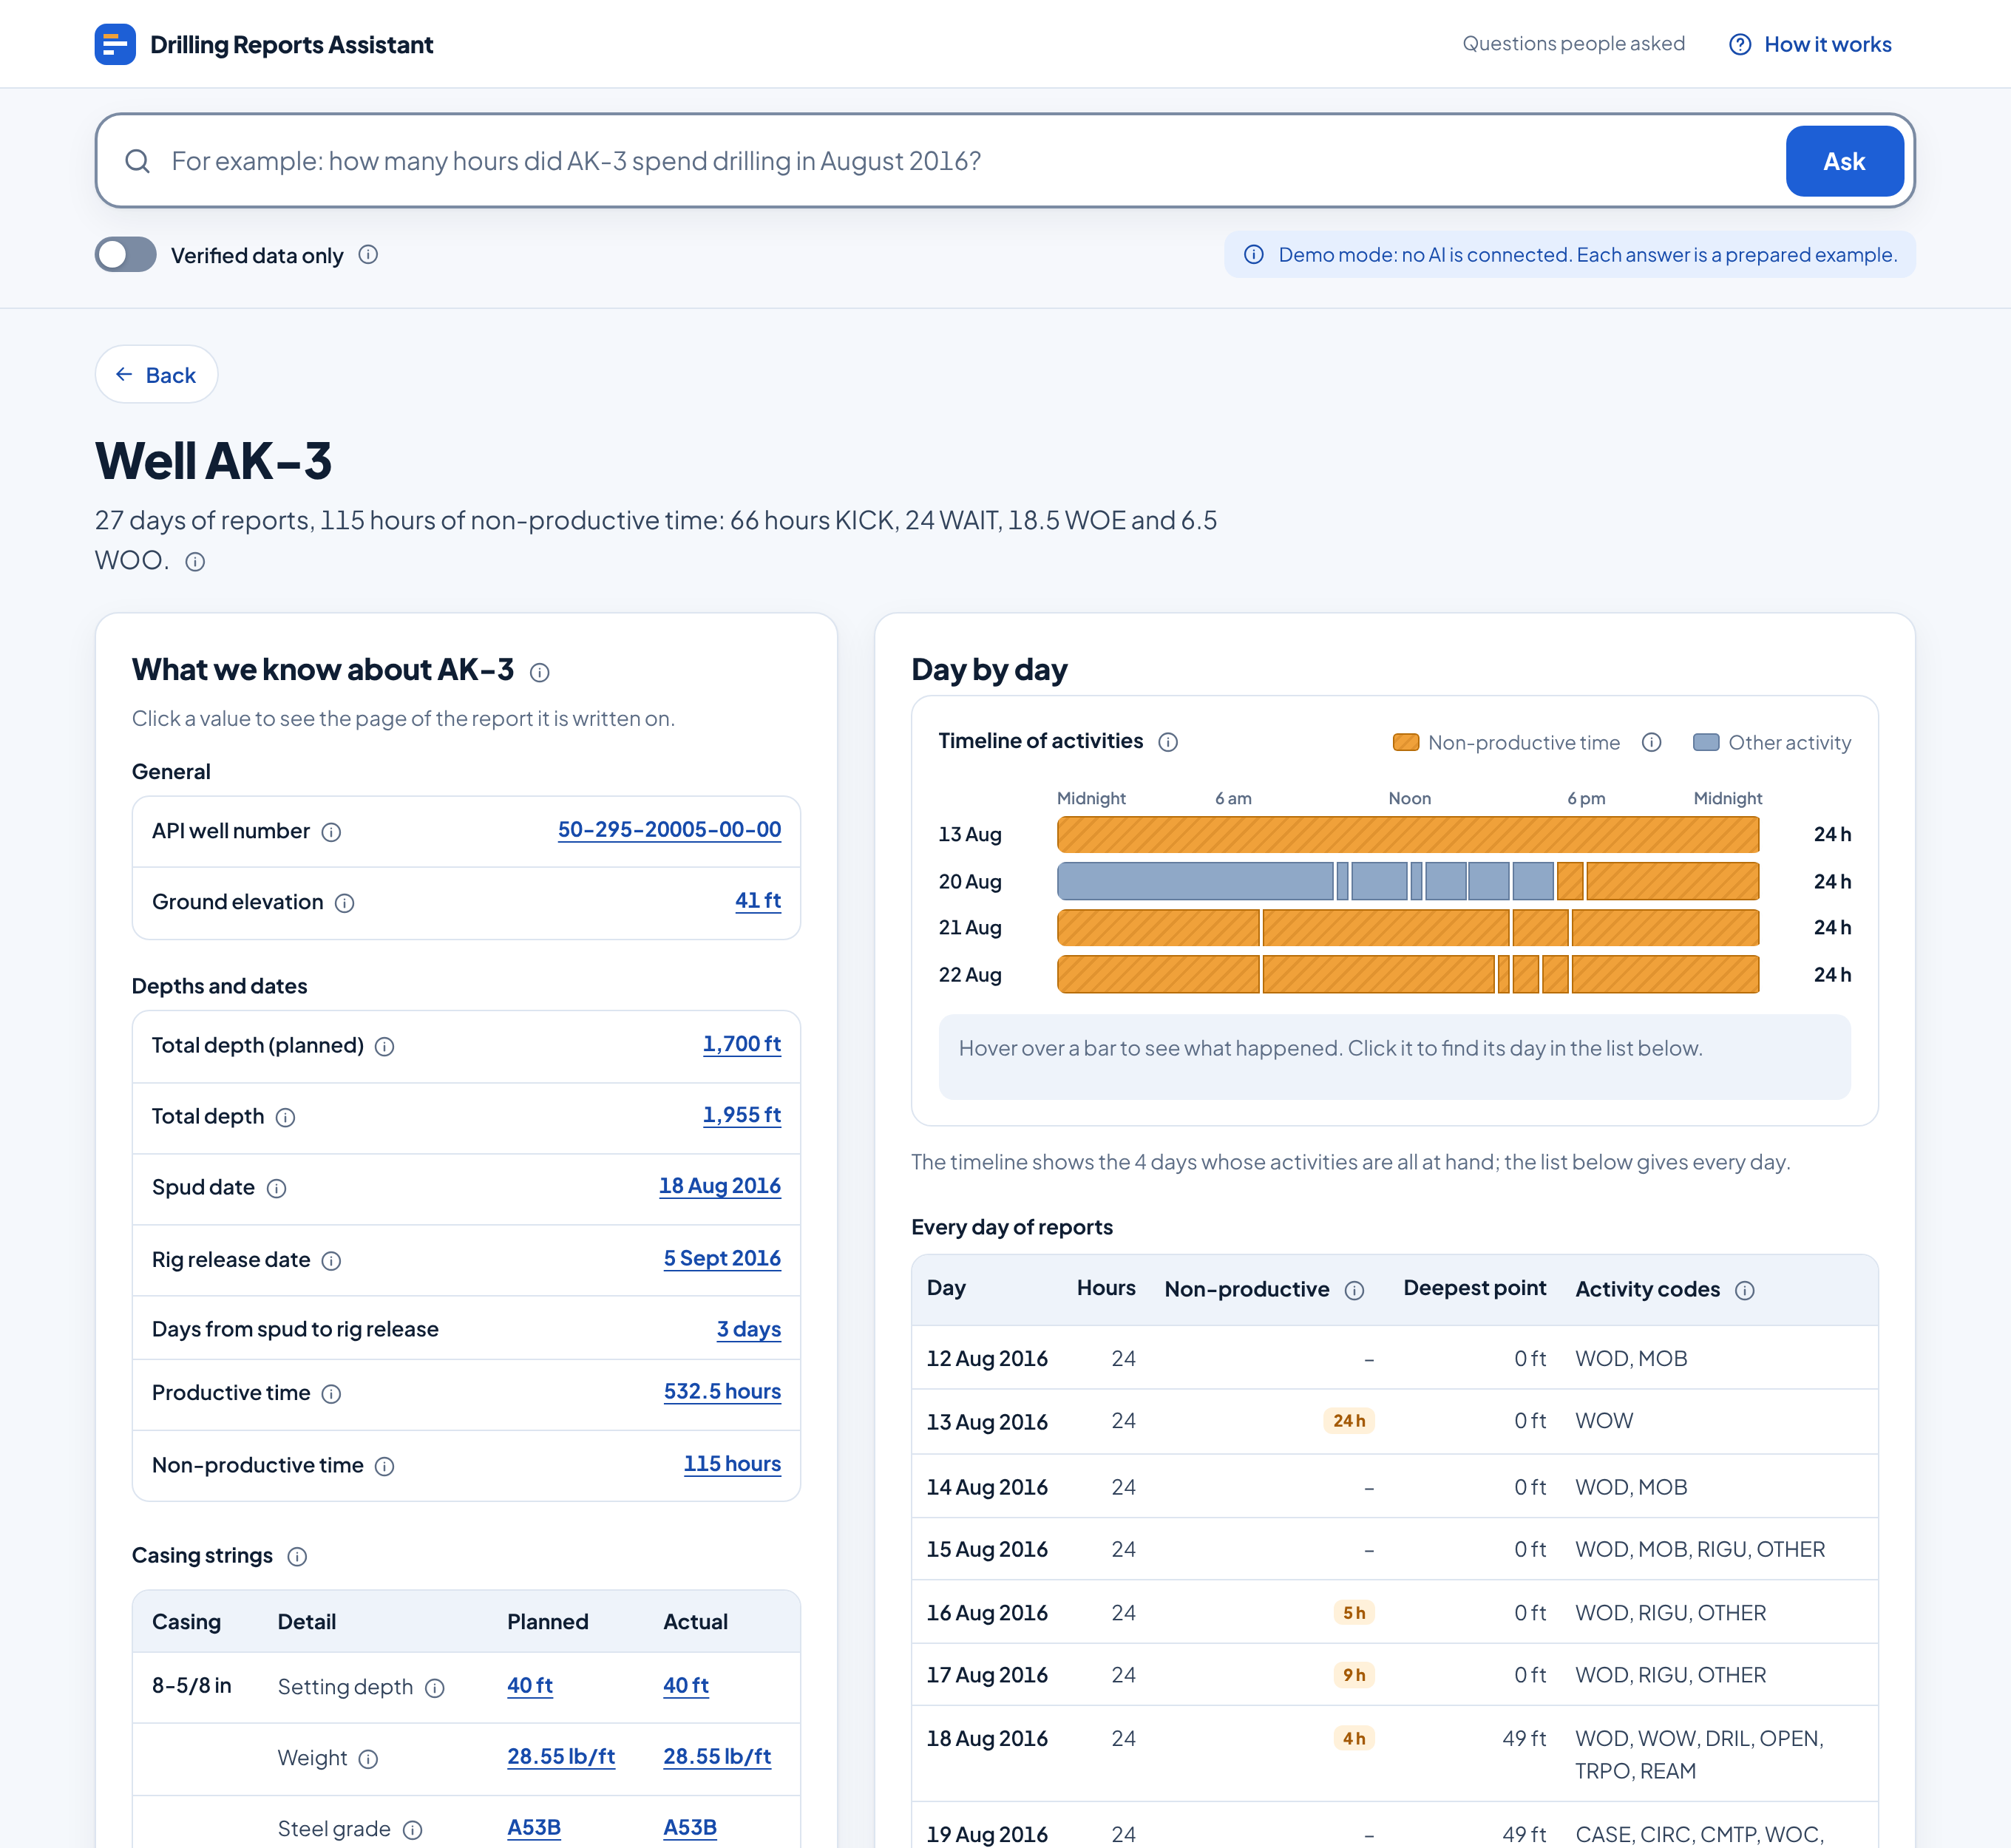 Drilling Reports Assistant
Questions people asked
How it works
For example: how many hours did AK-3 spend drilling in August 2016?
Ask
Verified data only
Demo mode: no AI is connected. Each answer is a prepared example.
Back
Well AK-3
27 days of reports, 115 hours of non-productive time: 66 hours KICK, 24 WAIT, 18.5 WOE and 6.5
WOO.
What we know about AK-3
Click a value to see the page of the report it is written on.
General
API well number 50-295-20005-00-00
Ground elevation 41 ft
Depths and dates
Total depth (planned) 1,700 ft
Total depth 1,955 ft
Spud date 18 Aug 2016
Rig release date 5 Sept 2016
Days from spud to rig release 3 days
Productive time 532.5 hours
Non-productive time 115 hours
Casing strings
Casing Detail Planned Actual
8-5/8 in Setting depth 40 ft 40 ft
Weight 28.55 lb/ft 28.55 lb/ft
Steel grade A53B A53B
Day by day
Timeline of activities Non-productive time Other activity
Midnight 6 am Noon 6 pm Midnight
13 Aug 24 h
20 Aug 24 h
21 Aug 24 h
22 Aug 24 h
Hover over a bar to see what happened. Click it to find its day in the list below.
The timeline shows the 4 days whose activities are all at hand; the list below gives every day.
Every day of reports
Day Hours Non-productive Deepest point Activity codes
12 Aug 2016 24 – 0 ft WOD, MOB
13 Aug 2016 24 24 h 0 ft WOW
14 Aug 2016 24 – 0 ft WOD, MOB
15 Aug 2016 24 – 0 ft WOD, MOB, RIGU, OTHER
16 Aug 2016 24 5 h 0 ft WOD, RIGU, OTHER
17 Aug 2016 24 9 h 0 ft WOD, RIGU, OTHER
18 Aug 2016 24 4 h 49 ft WOD, WOW, DRIL, OPEN,
TRPO, REAM
19 Aug 2016 24 – 49 ft CASE, CIRC, CMTP, WOC,